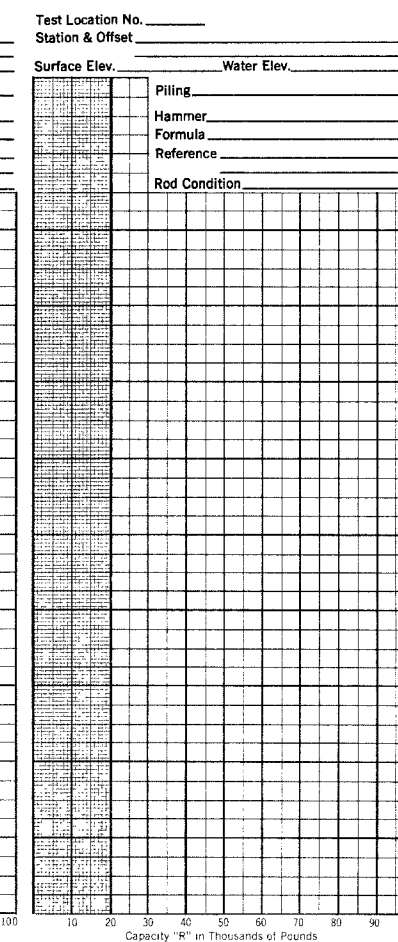 Test Location No.
Station & Offset
Surface Elev. Water Elev.
Piling
Hammer
Formula
Reference
Rod Condition
100 10 20 30 40 50 60 70 80 90
Capacity "R" in Thousands of Pounds